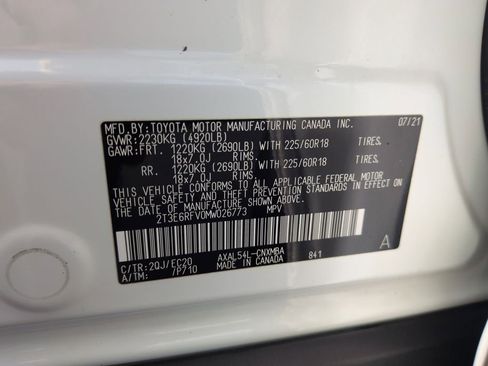 MFD.BY:TOYOTA MOTOR MANUFACTURING CANADA INC. 07/21
GVWR:2230KG (4920LB)
GAWR:FRT. 1220KG (2690LB) WITH 225/60R18 TIRES.
18x7.0J RIMS.
RR. 1220KG (2690LB) WITH 225/60R18 TIRES.
18x7.0J RIMS.
THIS VEHICLE CONFORMS TO ALL APPLICABLE FEDERAL MOTOR
VEHICLE SAFETY AND THEFT PREVENTION STANDARDS IN EFFECT ON
THE DATE OF MANUFACTURE SHOWN ABOVE.
2T3E6RFV0MW026773 MPV
C/TR:2QJ/EC20 AXAL54L-CNXMBA 841 A
A/TM: /P710 MADE IN CANADA